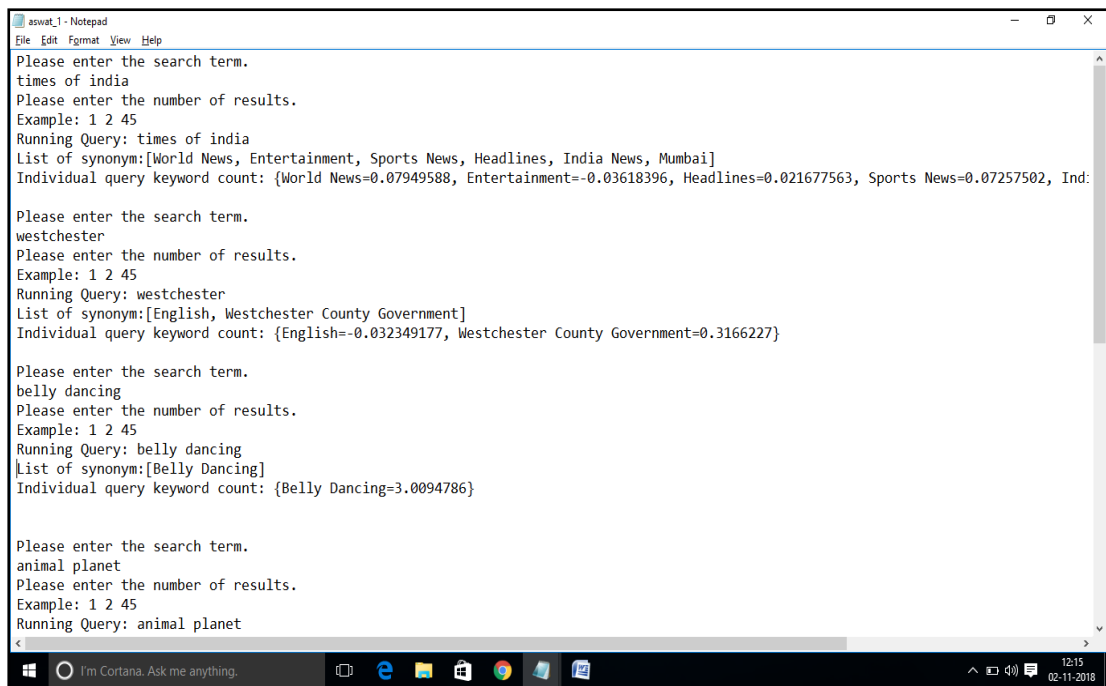 aswat_1 - Notepad
File Edit Format View Help
Please enter the search term.
times of india
Please enter the number of results.
Example: 1 2 45
Running Query: times of india
List of synonym:[World News, Entertainment, Sports News, Headlines, India News, Mumbai]
Individual query keyword count: {World News=0.07949588, Entertainment=-0.03618396, Headlines=0.021677563, Sports News=0.07257502, Ind
Please enter the search term.
westchester
Please enter the number of results.
Example: 1 2 45
Running Query: westchester
List of synonym:[English, Westchester County Government]
Individual query keyword count: {English=-0.032349177, Westchester County Government=0.3166227}
Please enter the search term.
belly dancing
Please enter the number of results.
Example: 1 2 45
Running Query: belly dancing
List of synonym:[Belly Dancing]
Individual query keyword count: {Belly Dancing=3.0094786}
Please enter the search term.
animal planet
Please enter the number of results.
Example: 1 2 45
Running Query: animal planet
I'm Cortana. Ask me anything.
12:15
02-11-2018